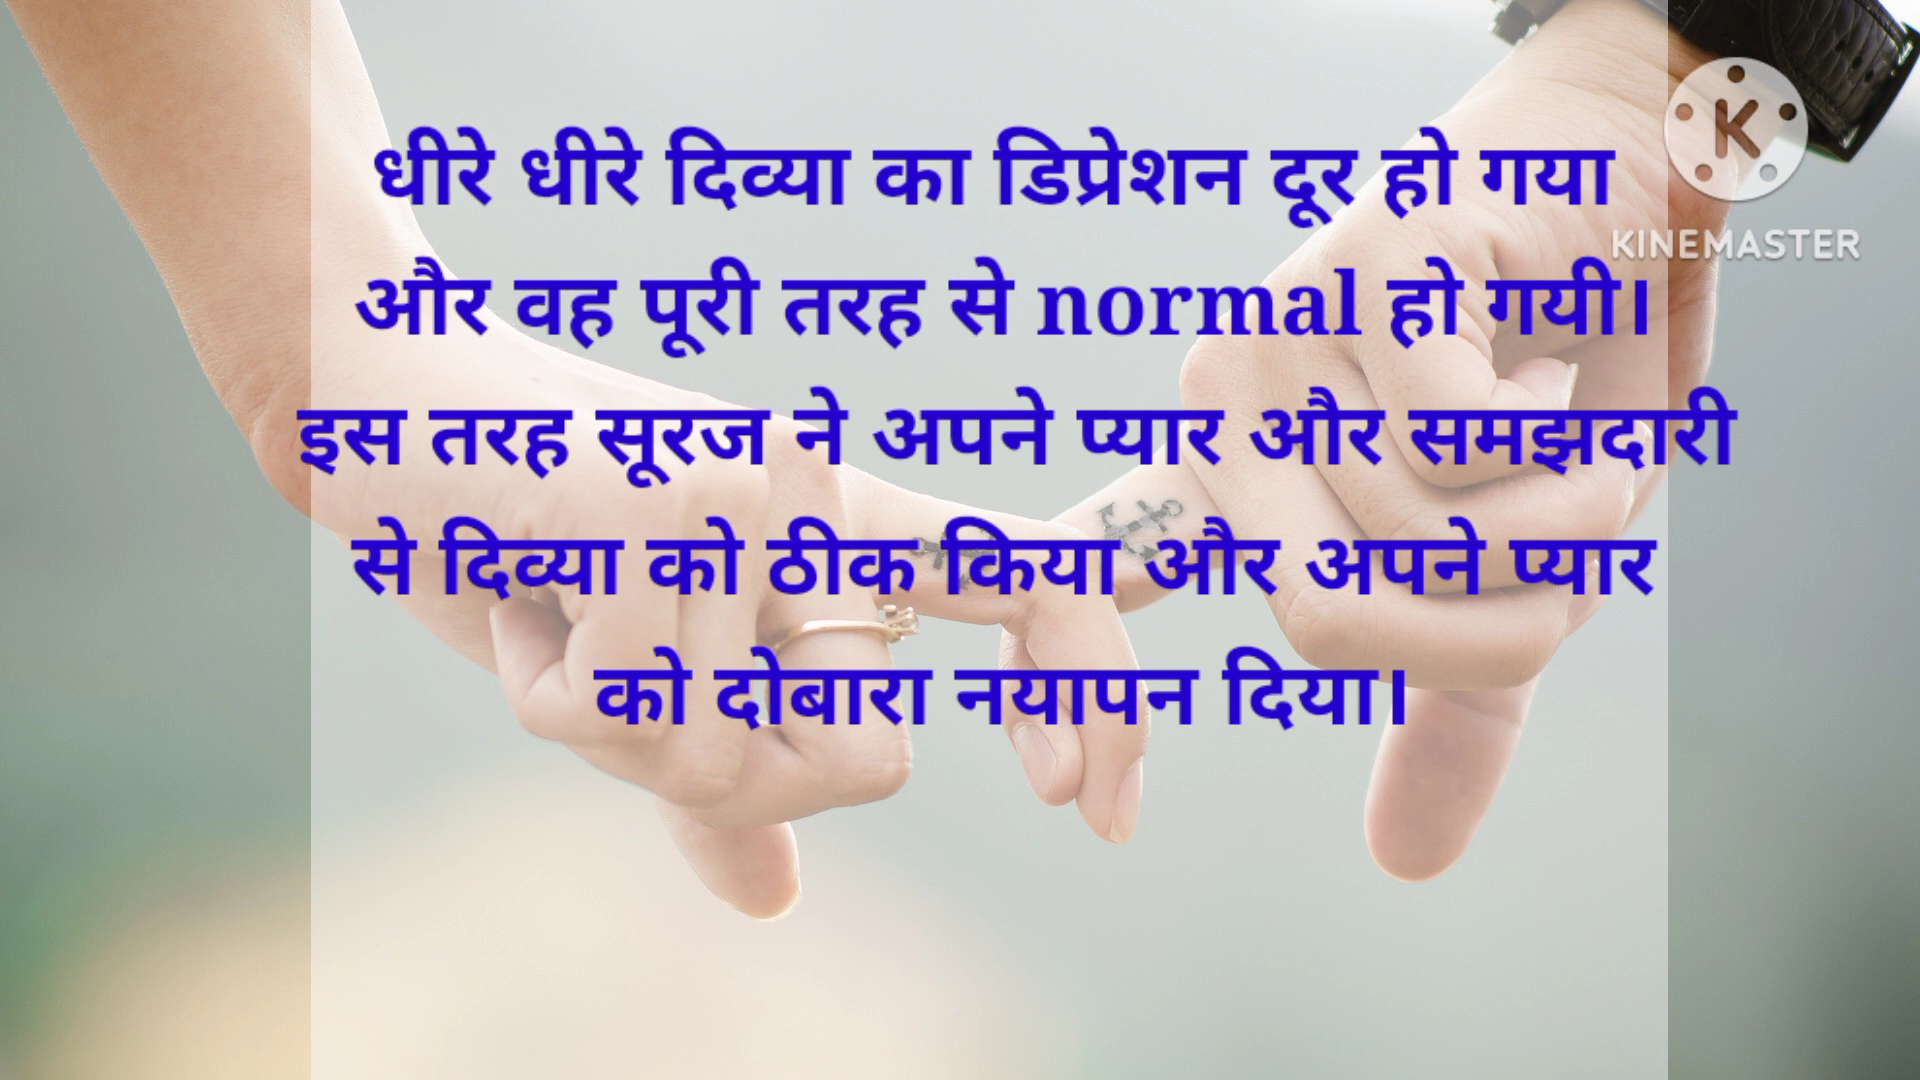 धीरे धीरे दिव्या का डिप्रेशन दूर हो गया
और वह पूरी तरह से normal हो गयी।
इस तरह सूरज ने अपने प्यार और समझदारी
से दिव्या को ठीक किया और अपने प्यार
को दोबारा नयापन दिया।
K
KINEMASTER